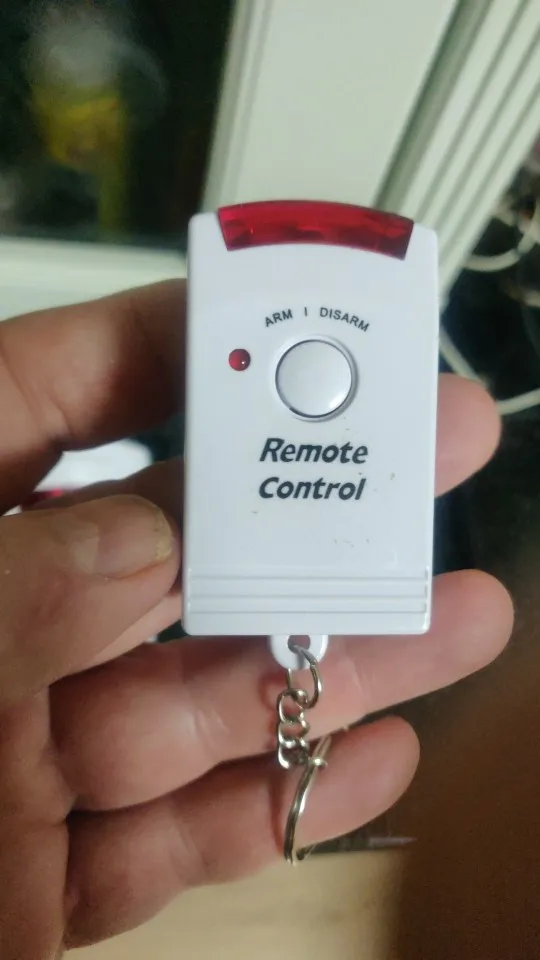 ARM | DISARM
Remote
Control